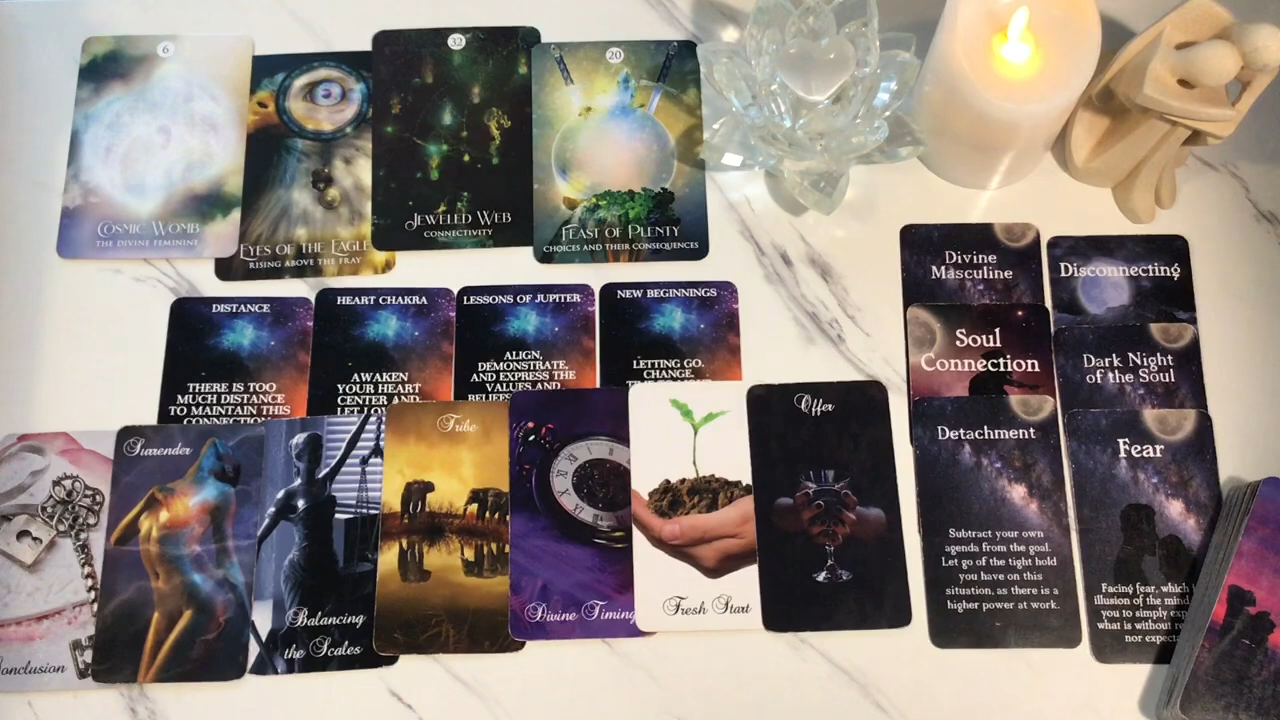 6
COSMIC WOMB
THE DIVINE FEMININE
EYES OF THE EAGLE
RISING ABOVE THE FRAY
32
JEWELED WEB
CONNECTIVITY
20
FEAST OF PLENTY
CHOICES AND THEIR CONSEQUENCES
DISTANCE
THERE IS TOO
MUCH DISTANCE
TO MAINTAIN THIS
CONNECTION
HEART CHAKRA
AWAKEN
YOUR HEART
CENTER AND
LESSONS OF JUPITER
ALIGN,
DEMONSTRATE,
AND EXPRESS THE
VALUES AND
NEW BEGINNINGS
LETTING GO.
CHANGE.
Divine
Masculine
Disconnecting
Soul
Connection
Dark Night
of the Soul
Detachment
Subtract your own
agenda from the goal.
Let go of the tight hold
you have on this
situation, as there is a
higher power at work.
Fear
Facing fear, which
illusion of the mind
you to simply
what is without
nor
onclusion
Surrender
Balancing
the Scales
Tribe
Divine Timing
Fresh Start
Offer